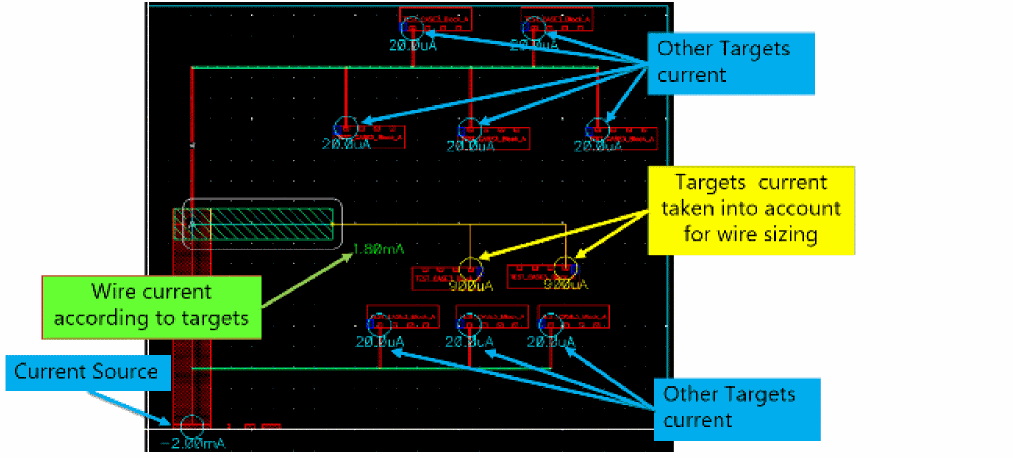 20.0uA
20.0uA
Other Targets
current
20.0uA
20.0uA
20.0uA
Targets current
taken into account
for wire sizing
1.80mA
900uA
900uA
Wire current
according to targets
20.0uA
20.0uA
20.0uA
Current Source
Other Targets
current
-2.00mA